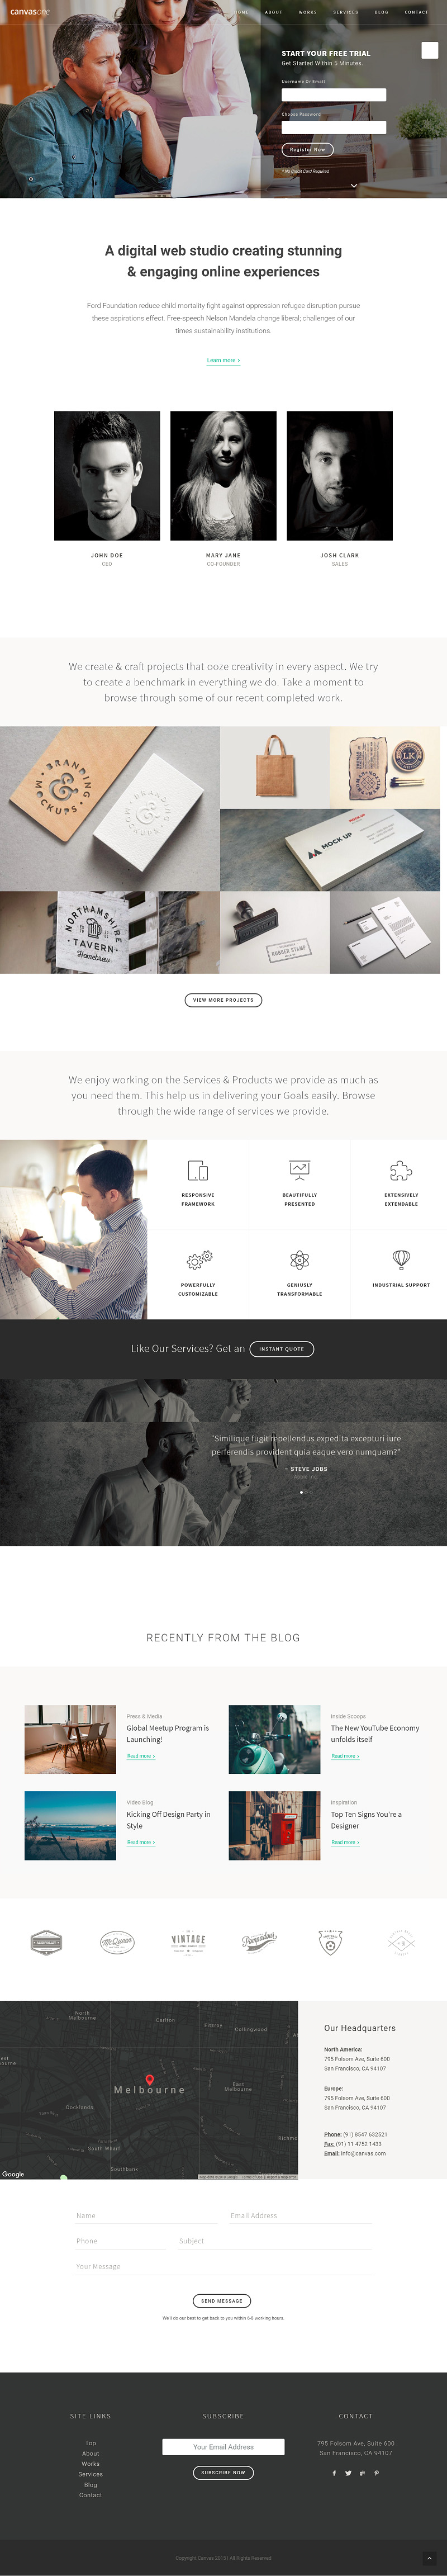 canvasone
HOME ABOUT WORKS SERVICES BLOG CONTACT
START YOUR FREE TRIAL
Get Started Within 5 Minutes.
Username Or Email
Choose Password
Register Now
* No Credit Card Required
A digital web studio creating stunning
& engaging online experiences
Ford Foundation reduce child mortality fight against oppression refugee disruption pursue
these aspirations effect. Free-speech Nelson Mandela change liberal; challenges of our
times sustainability institutions.
Learn more
JOHN DOE
CEO
MARY JANE
CO-FOUNDER
JOSH CLARK
SALES
We create & craft projects that ooze creativity in every aspect. We try
to create a benchmark in everything we do. Take a moment to
browse through some of our recent completed work.
BRANDING
&
MOCKUPS
BRANDING
&
MOCKUPS
LK
MOCK UP
NORTHAMSHIRE
TAVERN
Homebrew
VIEW MORE PROJECTS
We enjoy working on the Services & Products we provide as much as
you need them. This help us in delivering your Goals easily. Browse
through the wide range of services we provide.
RESPONSIVE
FRAMEWORK
BEAUTIFULLY
PRESENTED
EXTENSIVELY
EXTENDABLE
POWERFULLY
CUSTOMIZABLE
GENIUSLY
TRANSFORMABLE
INDUSTRIAL SUPPORT
Like Our Services? Get an INSTANT QUOTE
"Similique fugit repellendus expedita excepturi iure
perferendis provident quia eaque vero numquam?"
– STEVE JOBS
Apple Inc.
RECENTLY FROM THE BLOG
Press & Media
Global Meetup Program is
Launching!
Read more
Inside Scoops
The New YouTube Economy
unfolds itself
Read more
Video Blog
Kicking Off Design Party in
Style
Read more
Inspiration
Top Ten Signs You're a
Designer
Read more
McQueen
VINTAGE
North
Melbourne
Carlton
Fitzroy
Collingwood
East
Melbourne
Melbourne
Docklands
South Wharf
Southbank
Richmo
Google
Our Headquarters
North America:
795 Folsom Ave, Suite 600
San Francisco, CA 94107
Europe:
795 Folsom Ave, Suite 600
San Francisco, CA 94107
Phone: (91) 8547 632521
Fax: (91) 11 4752 1433
Email: info@canvas.com
Name
Email Address
Phone
Subject
Your Message
SEND MESSAGE
We'll do our best to get back to you within 6-8 working hours.
SITE LINKS
Top
About
Works
Services
Blog
Contact
SUBSCRIBE
Your Email Address
SUBSCRIBE NOW
CONTACT
795 Folsom Ave, Suite 600
San Francisco, CA 94107
Copyright Canvas 2015 | All Rights Reserved